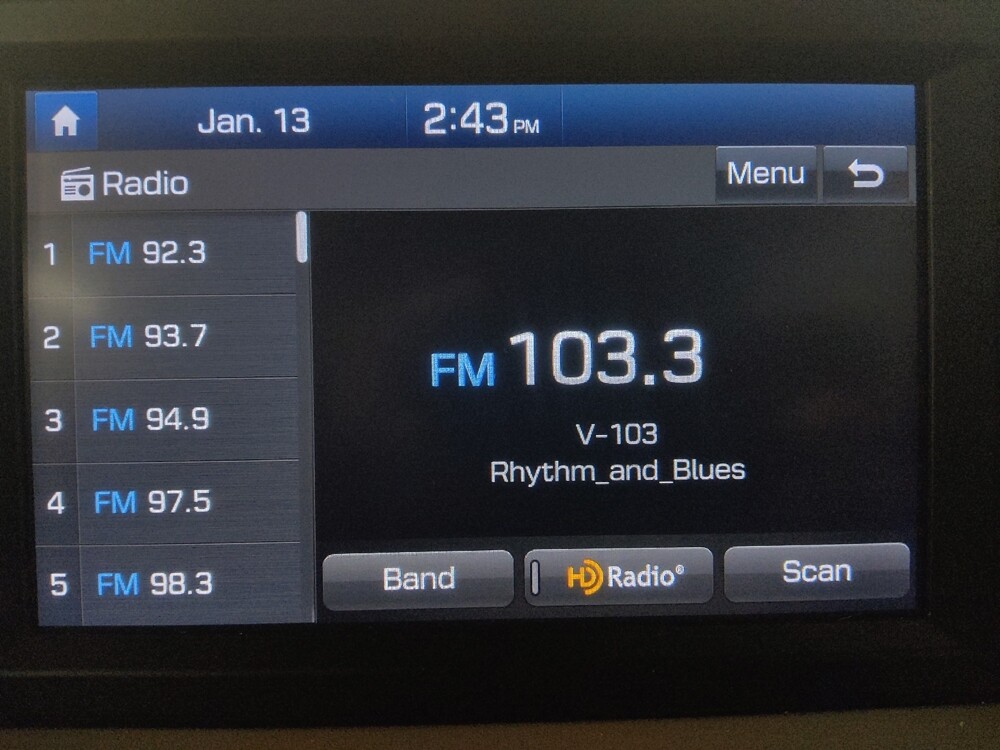 Jan. 13 2:43 PM
Radio Menu
1 FM 92.3
2 FM 93.7
3 FM 94.9
4 FM 97.5
5 FM 98.3
FM 103.3
V-103
Rhythm_and_Blues
Band HD Radio® Scan